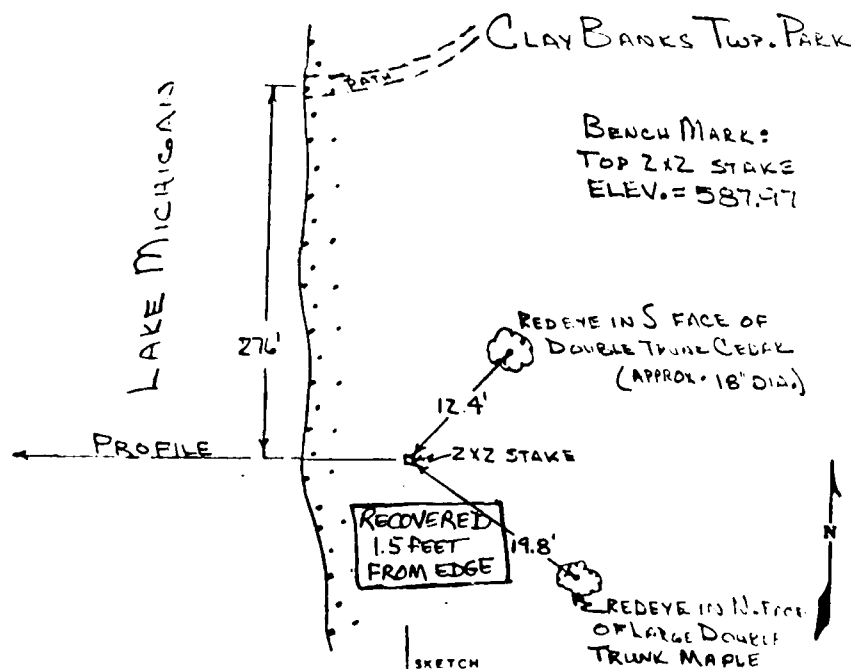 CLAY BANKS TWP. PARK
PATH
LAKE MICHIGAN
BENCH MARK:
TOP 2X2 STAKE
ELEV. = 587.97
276'
REDEYE IN S FACE OF
DOUBLE TRUNK CEDAR
(APPROX. 18" DIA.)
12.4'
PROFILE
2X2 STAKE
RECOVERED
1.5 FEET
FROM EDGE
19.8'
N
REDEYE IN N. FACE
OF LARGE DOUBLE
TRUNK MAPLE
SKETCH